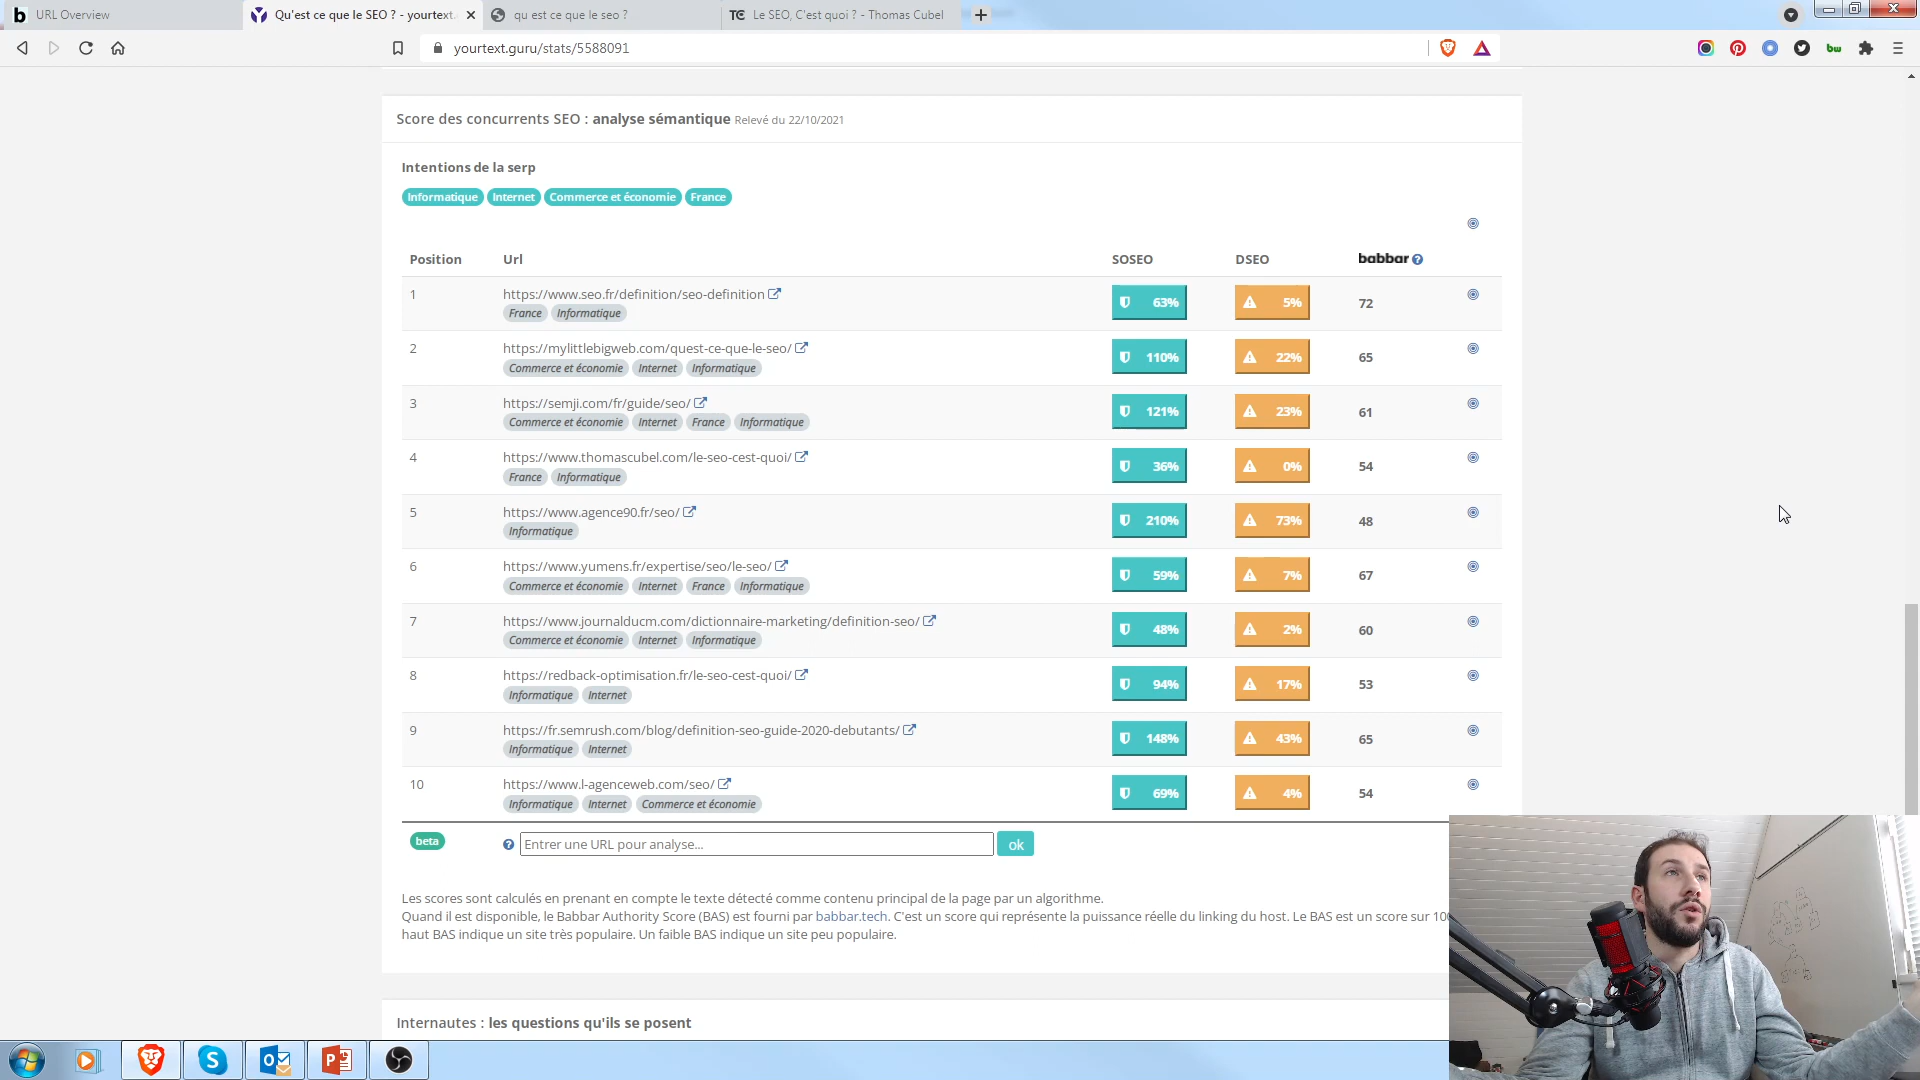 URL Overview
Qu'est ce que le SEO ? - yourtext.
qu est ce que le seo ?
TC Le SEO, C'est quoi ? - Thomas Cubel
yourtext.guru/stats/5588091
Score des concurrents SEO : analyse sémantique Relevé du 22/10/2021
Intentions de la serp
Informatique Internet Commerce et économie France
Position Url SOSEO DSEO babbar
1 https://www.seo.fr/definition/seo-definition 63% 5% 72
France Informatique
2 https://mylittlebigweb.com/quest-ce-que-le-seo/ 110% 22% 65
Commerce et économie Internet Informatique
3 https://semji.com/fr/guide/seo/ 121% 23% 61
Commerce et économie Internet France Informatique
4 https://www.thomascubel.com/le-seo-cest-quoi/ 36% 0% 54
France Informatique
5 https://www.agence90.fr/seo/ 210% 73% 48
Informatique
6 https://www.yumens.fr/expertise/seo/le-seo/ 59% 7% 67
Commerce et économie Internet France Informatique
7 https://www.journalducm.com/dictionnaire-marketing/definition-seo/ 48% 2% 60
Commerce et économie Internet Informatique
8 https://redback-optimisation.fr/le-seo-cest-quoi/ 94% 17% 53
Informatique Internet
9 https://fr.semrush.com/blog/definition-seo-guide-2020-debutants/ 148% 43% 65
Informatique Internet
10 https://www.l-agenceweb.com/seo/ 69% 4% 54
Informatique Internet Commerce et économie
beta Entrer une URL pour analyse... ok
Les scores sont calculés en prenant en compte le texte détecté comme contenu principal de la page par un algorithme.
Quand il est disponible, le Babbar Authority Score (BAS) est fourni par babbar.tech. C'est un score qui représente la puissance réelle du linking du host. Le BAS est un score sur 100
haut BAS indique un site très populaire. Un faible BAS indique un site peu populaire.
Internautes : les questions qu'ils se posent